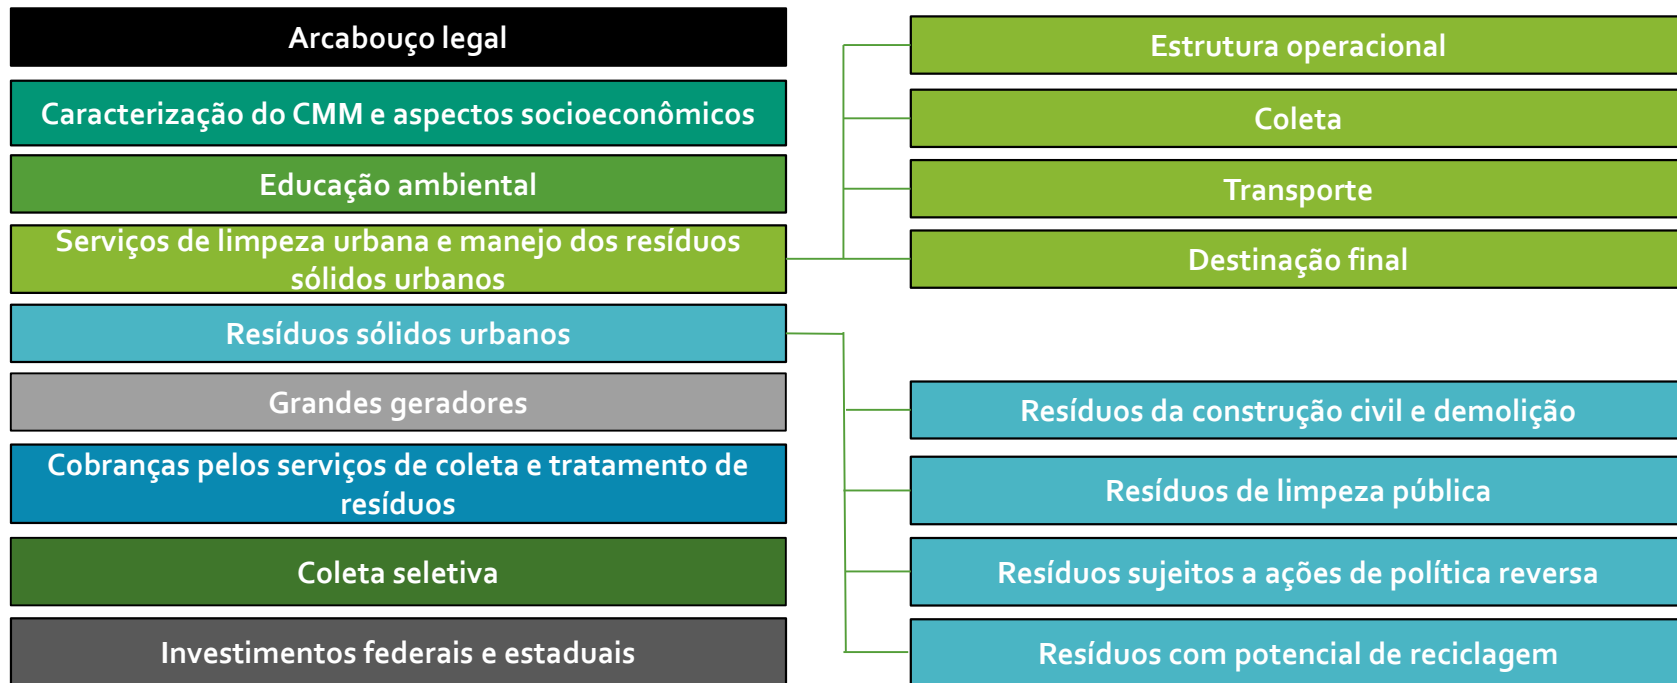 Arcabouço legal
Caracterização do CMM e aspectos socioeconômicos
Educação ambiental
Serviços de limpeza urbana e manejo dos resíduos
sólidos urbanos
Resíduos sólidos urbanos
Grandes geradores
Cobranças pelos serviços de coleta e tratamento de
resíduos
Coleta seletiva
Investimentos federais e estaduais
Estrutura operacional
Coleta
Transporte
Destinação final
Resíduos da construção civil e demolição
Resíduos de limpeza pública
Resíduos sujeitos a ações de política reversa
Resíduos com potencial de reciclagem